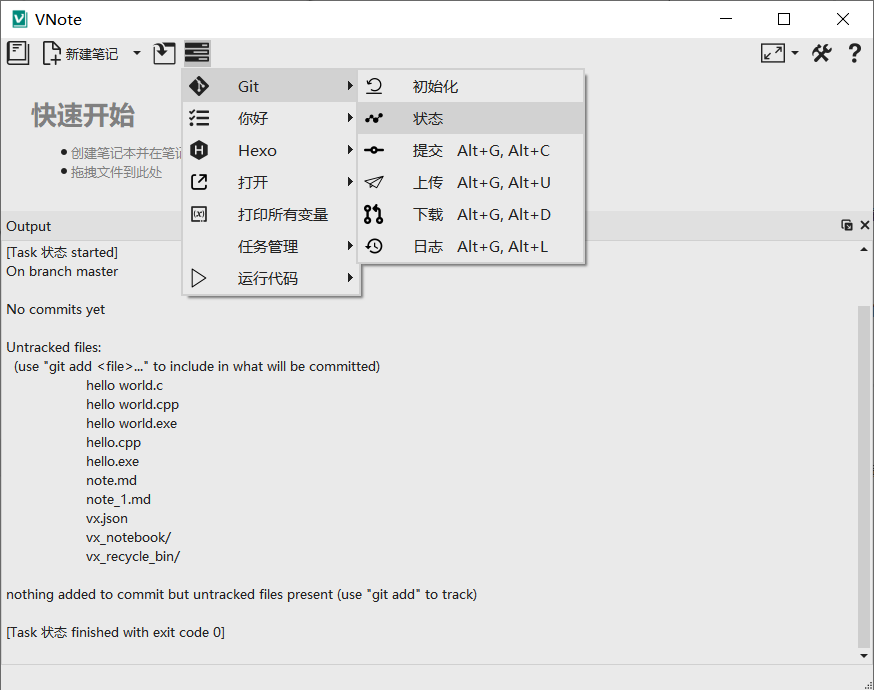 VNote
新建笔记
Git
你好
Hexo
打开
打印所有变量
任务管理
运行代码
初始化
状态
提交 Alt+G, Alt+C
上传 Alt+G, Alt+U
下载 Alt+G, Alt+D
日志 Alt+G, Alt+L
快速开始
创建笔记本并在笔
拖拽文件到此处
Output
[Task 状态 started]
On branch master
No commits yet
Untracked files:
(use "git add <file>..." to include in what will be committed)
hello world.c
hello world.cpp
hello world.exe
hello.cpp
hello.exe
note.md
note_1.md
vx.json
vx_notebook/
vx_recycle_bin/
nothing added to commit but untracked files present (use "git add" to track)
[Task 状态 finished with exit code 0]